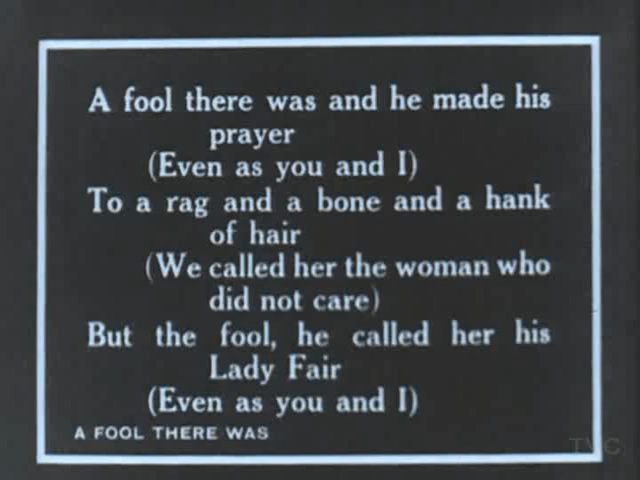 A fool there was and he made his
prayer
(Even as you and I)
To a rag and a bone and a hank
of hair
(We called her the woman who
did not care)
But the fool, he called her his
Lady Fair
(Even as you and I)
A FOOL THERE WAS
TVC